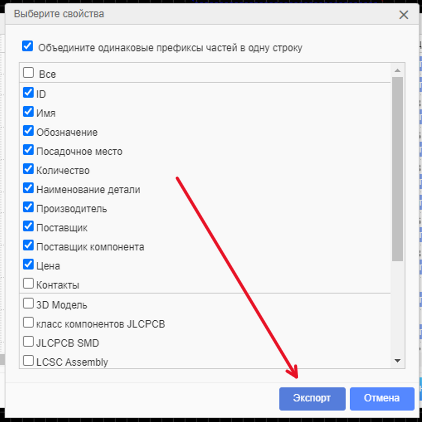 Выберите свойства
Объедините одинаковые префиксы частей в одну строку
Все
ID
Имя
Обозначение
Посадочное место
Количество
Наименование детали
Производитель
Поставщик
Поставщик компонента
Цена
Контакты
3D Модель
класс компонентов JLCPCB
JLCPCB SMD
LCSC Assembly
Экспорт Отмена